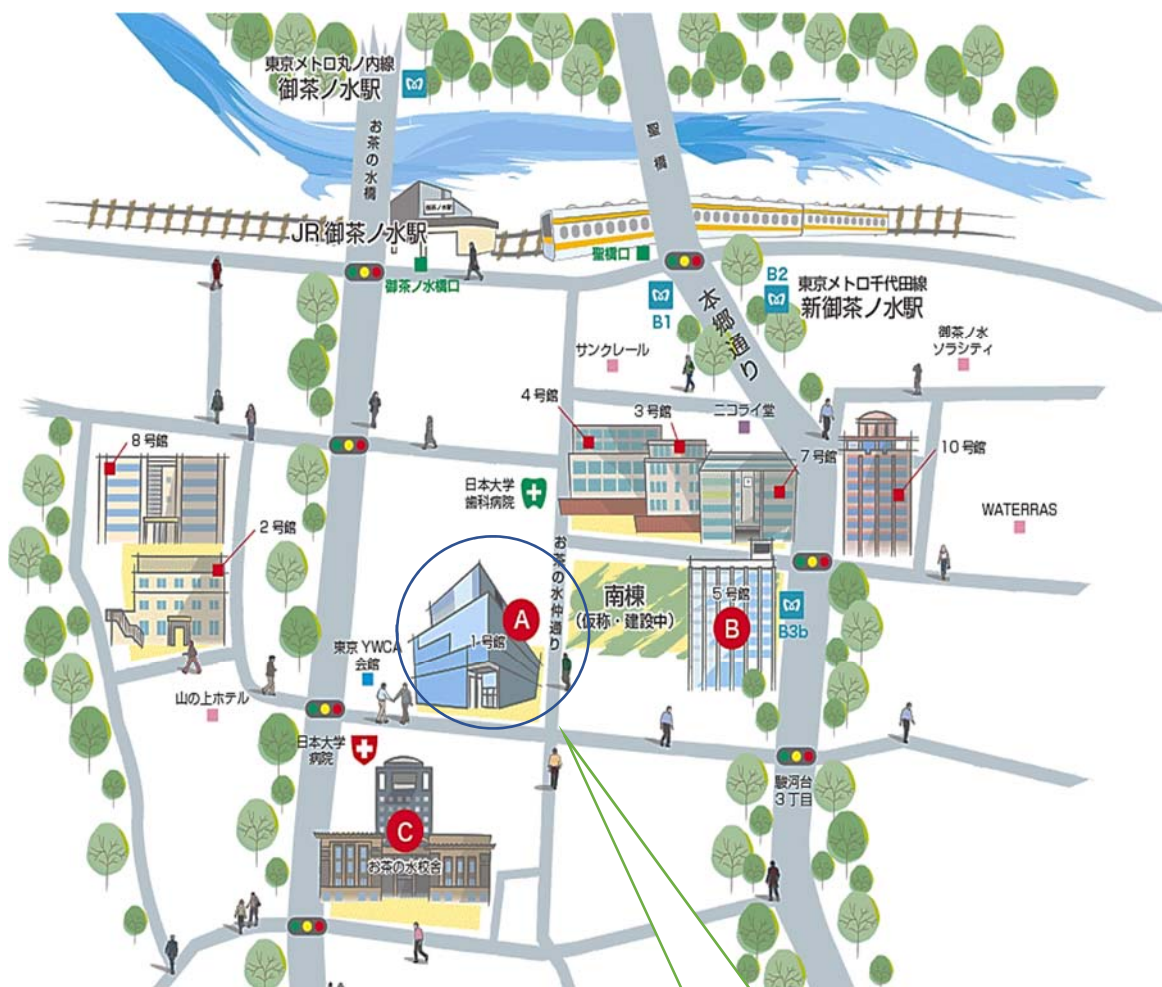 東京メトロ丸ノ内線
御茶ノ水駅
お茶の水橋
聖橋
JR御茶ノ水駅
御茶ノ水橋口
聖橋口
B1
B2
東京メトロ千代田線
新御茶ノ水駅
本郷通り
サンクレール
御茶ノ水
ソラシティ
ニコライ堂
4号館
3号館
7号館
10号館
8号館
2号館
日本大学
歯科病院
WATERRAS
お茶の水仲通り
南棟
(仮称・建設中)
5号館
B
B3b
A
1号館
東京YWCA
会館
山の上ホテル
日本大学
病院
C
お茶の水校舎
駿河台
3丁目